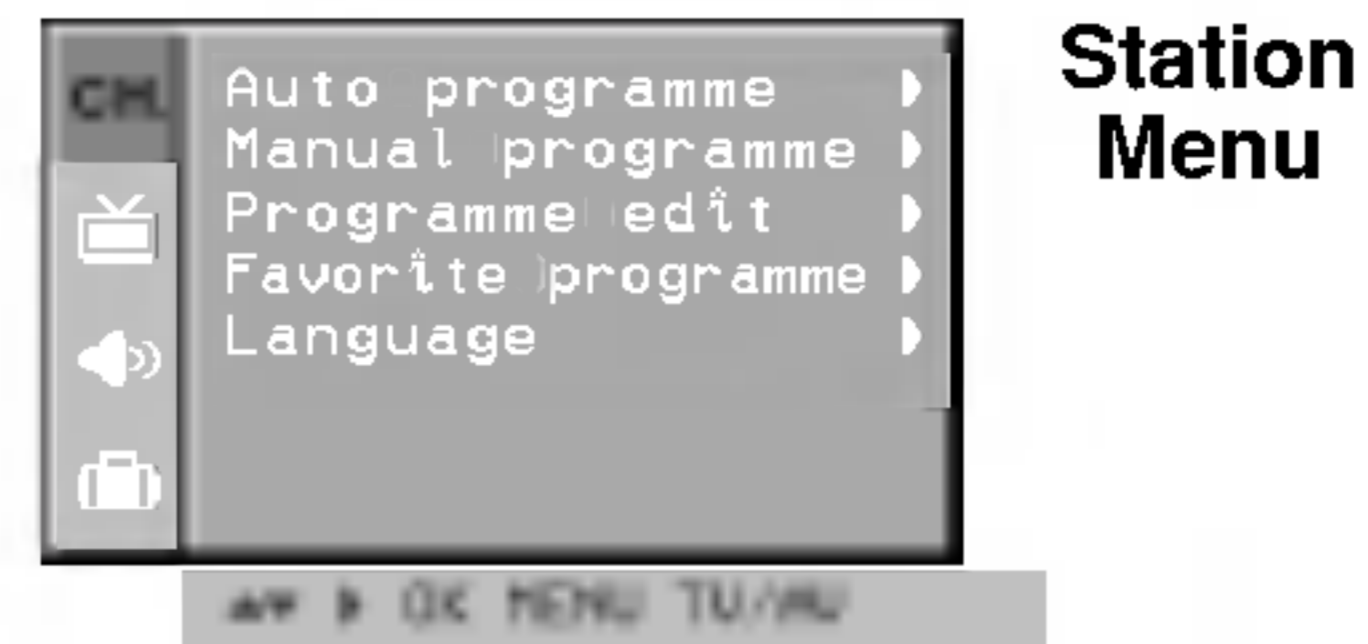 Station
Menu
CH.
Auto programme
Manual programme
Programme edit
Favorite programme
Language
OK MENU TV/AV